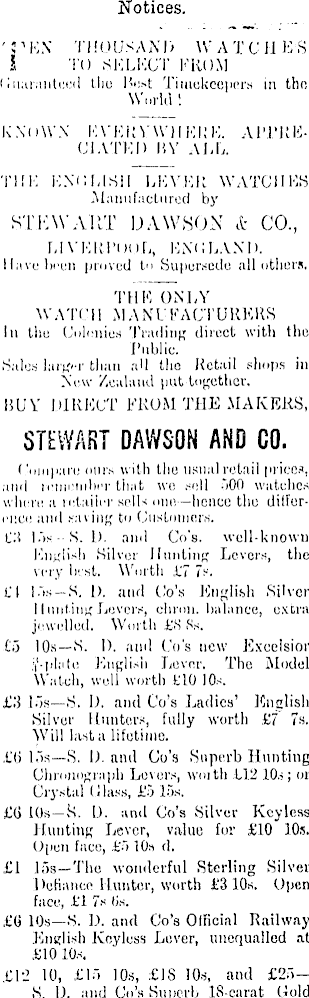 Notices.
TEN THOUSAND WATCHES
TO SELECT FROM
Guaranteed the Best Timekeepers in the
World!
KNOWN EVERYWHERE. APPRE-
CIATED BY ALL.
THE ENGLISH LEVER WATCHES
Manufactured by
STEWART DAWSON & CO.,
LIVERPOOL, ENGLAND.
Have been proved to Supersede all others.
THE ONLY
WATCH MANUFACTURERS
In the Colonies Trading direct with the
Public.
Sales larger than all the Retail shops in
New Zealand put together.
BUY DIRECT FROM THE MAKERS,
STEWART DAWSON AND CO.
Compare ours with the usual retail prices,
and remember that we sell 500 watches
where a retailer sells one—hence the differ-
ence and saving to Customers.
£3 15s—S. D. and Co's. well-known
English Silver Hunting Levers, the
very best. Worth £7 7s.
£4 15s—S. D. and Co's English Silver
Hunting Levers, chron. balance, extra
jewelled. Worth £8 8s.
£5 10s—S. D. and Co's new Excelsior
¾-plate English Lever. The Model
Watch, well worth £10 10s.
£3 15s—S. D. and Co's Ladies' English
Silver Hunters, fully worth £7 7s.
Will last a lifetime.
£6 15s—S. D. and Co's Superb Hunting
Chronograph Levers, worth £12 10s; or
Crystal Glass, £5 15s.
£6 10s—S. D. and Co's Silver Keyless
Hunting Lever, value for £10 10s.
Open face, £5 10s d.
£1 15s—The wonderful Sterling Silver
Defiance Hunter, worth £3 10s. Open
face, £1 7s 6s.
£6 10s—S. D. and Co's Official Railway
English Keyless Lever, unequalled at
£10 10s.
£12 10, £15 10s, £18 10s, and £25—
S. D. and Co's Superb 18-carat Gold